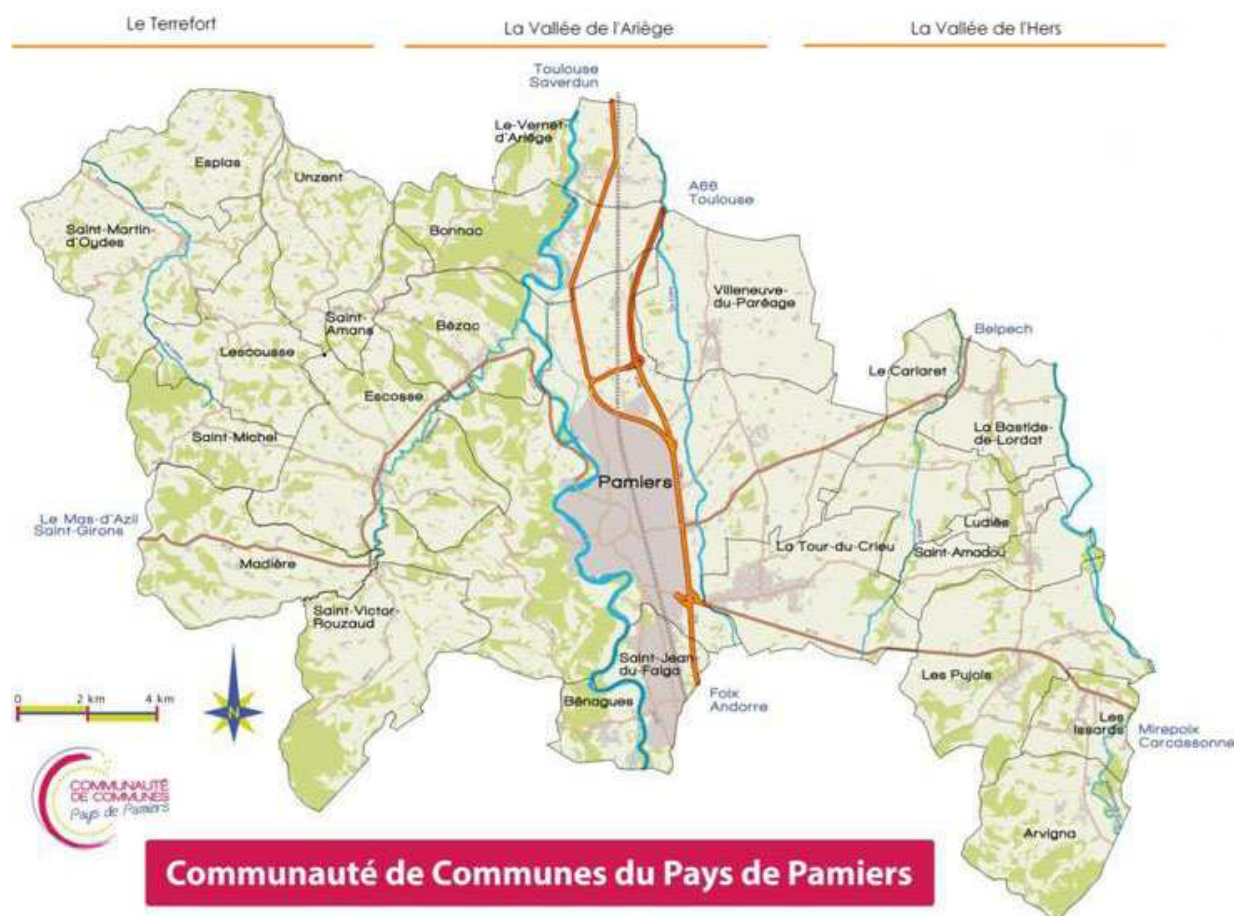 Le Terrefort
La Vallée de l'Ariège
La Vallée de l'Hers
Toulouse
Saverdun
Le-Vernet-
d'Ariège
Esplas
Unzent
A66
Toulouse
Saint-Martin-
d'Oydes
Bonnac
Villeneuve-
du-Paréage
Saint-
Amans
Bézac
Belpech
Lescousse
Le Carlaret
Escosse
La Bastide-
de-Lordat
Saint-Michel
Pamiers
Le Mas-d'Azil
Saint-Girons
Ludiès
La Tour-du-Crieu
Saint-Amadou
Madière
Saint-Victor-
Rouzaud
Saint-Jean-
du-Falga
Les Pujols
0 2 km 4 km
N
Bénagues
Foix
Andorre
Les
Issards
Mirepoix
Carcassonne
COMMUNAUTÉ
DE COMMUNES
Pays de Pamiers
Arvigna
Communauté de Communes du Pays de Pamiers